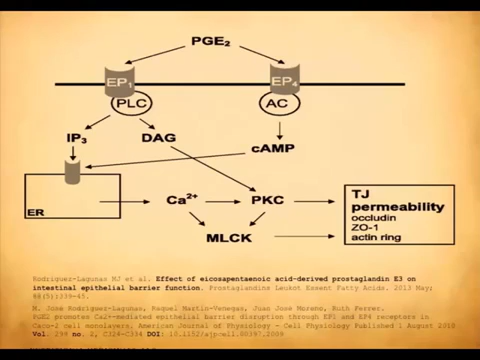 PGE2
EP1
EP4
PLC
AC
IP3
DAG
cAMP
ER
Ca2+
PKC
MLCK
TJ
permeability
occludin
ZO-1
actin ring
Rodriguez-Lagunas MJ et al. Effect of eicosapentaenoic acid-derived prostaglandin E3 on
intestinal epithelial barrier function. Prostaglandins Leukot Essent Fatty Acids. 2013 May;
88(5):339-45.
M. Jose Rodriguez-Lagunas, Raquel Martin-Venegas, Juan Jose Moreno, Ruth Ferrer.
PGE2 promotes Ca2+-mediated epithelial barrier disruption through EP1 and EP4 receptors in
Caco-2 cell monolayers. American Journal of Physiology - Cell Physiology Published 1 August 2010
Vol. 299 no. 2, C324-C334 DOI: 10.1152/ajpcell.00397.2009